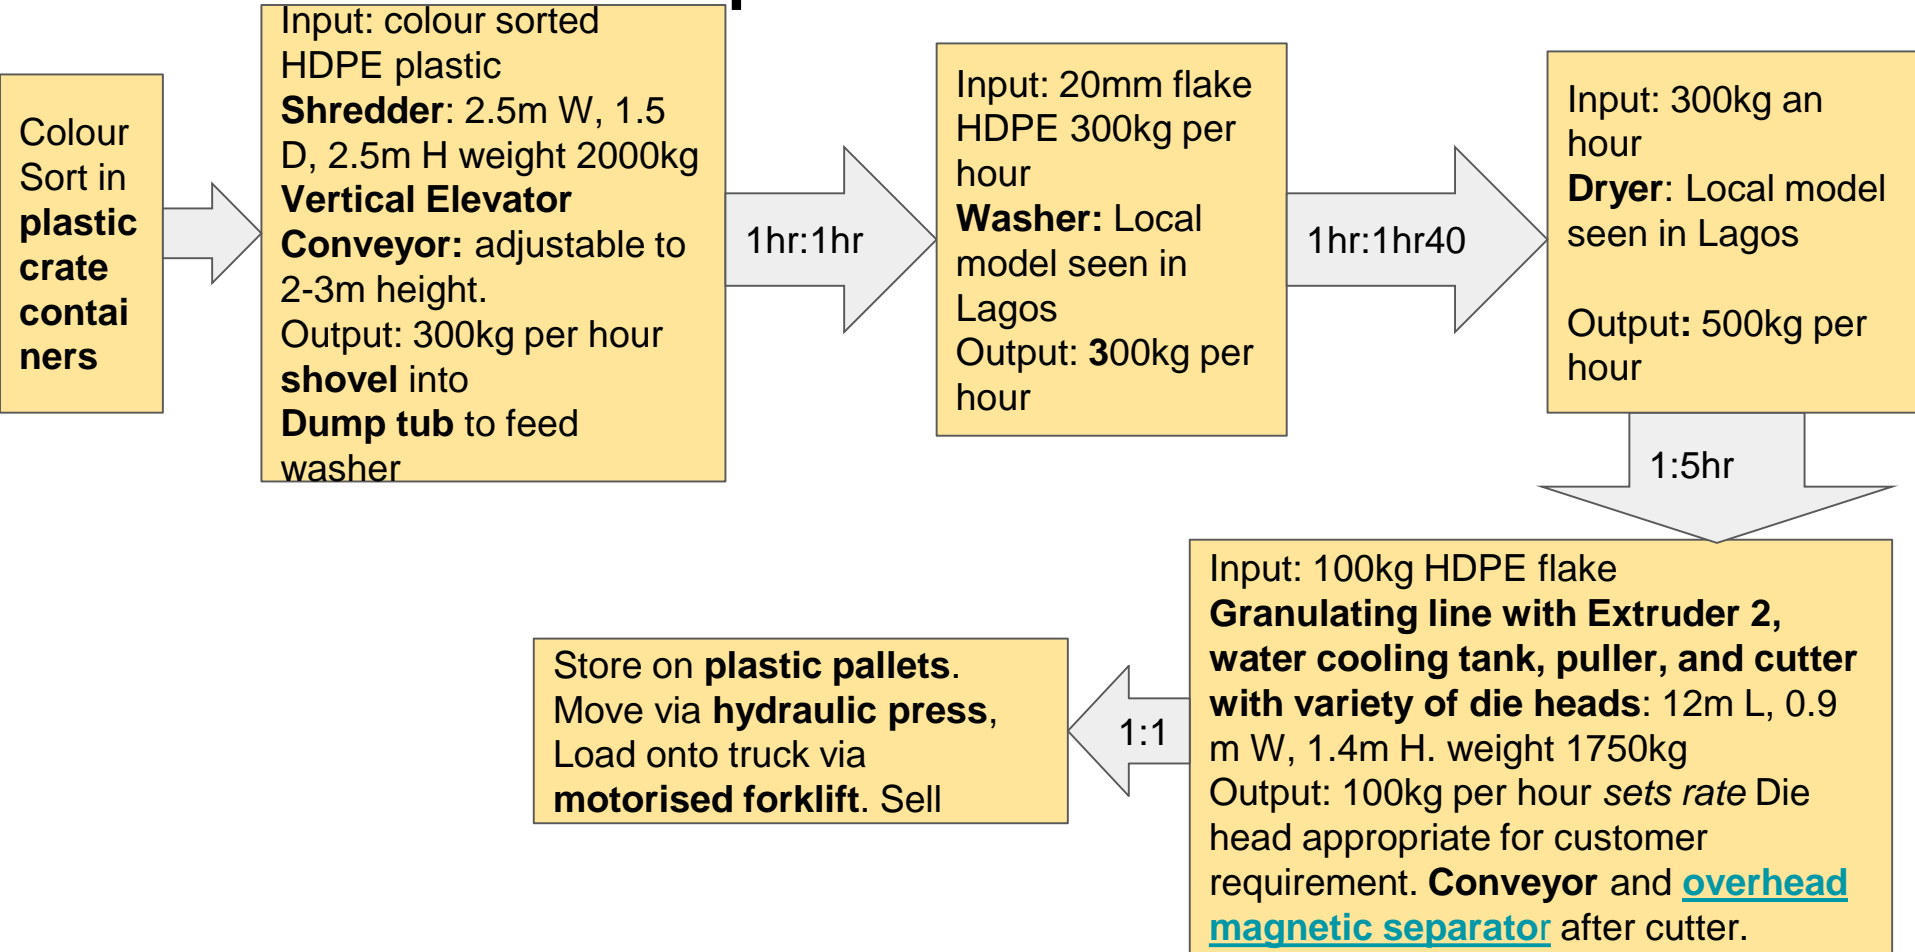 Colour
Sort in
plastic
crate
contai
ners
Input: colour sorted
HDPE plastic
Shredder: 2.5m W, 1.5
D, 2.5m H weight 2000kg
Vertical Elevator
Conveyor: adjustable to
2-3m height.
Output: 300kg per hour
shovel into
Dump tub to feed
washer
1hr:1hr
Input: 20mm flake
HDPE 300kg per
hour
Washer: Local
model seen in
Lagos
Output: 300kg per
hour
1hr:1hr40
Input: 300kg an
hour
Dryer: Local model
seen in Lagos
Output: 500kg per
hour
1:5hr
Input: 100kg HDPE flake
Granulating line with Extruder 2,
water cooling tank, puller, and cutter
with variety of die heads: 12m L, 0.9
m W, 1.4m H. weight 1750kg
Output: 100kg per hour sets rate Die
head appropriate for customer
requirement. Conveyor and overhead
magnetic separator after cutter.
1:1
Store on plastic pallets.
Move via hydraulic press,
Load onto truck via
motorised forklift. Sell